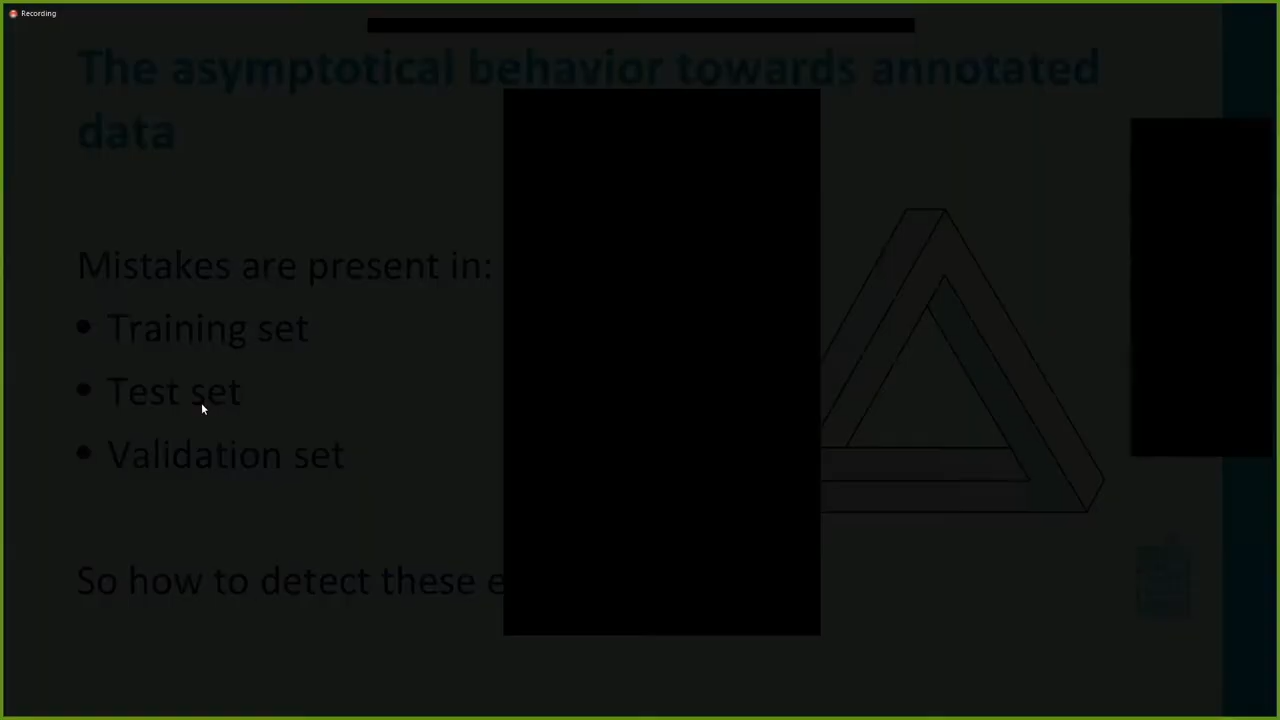 Recording
The asymptotical behavior towards annotated
data
Mistakes are present in:
• Training set
• Test set
• Validation set
So how to detect these